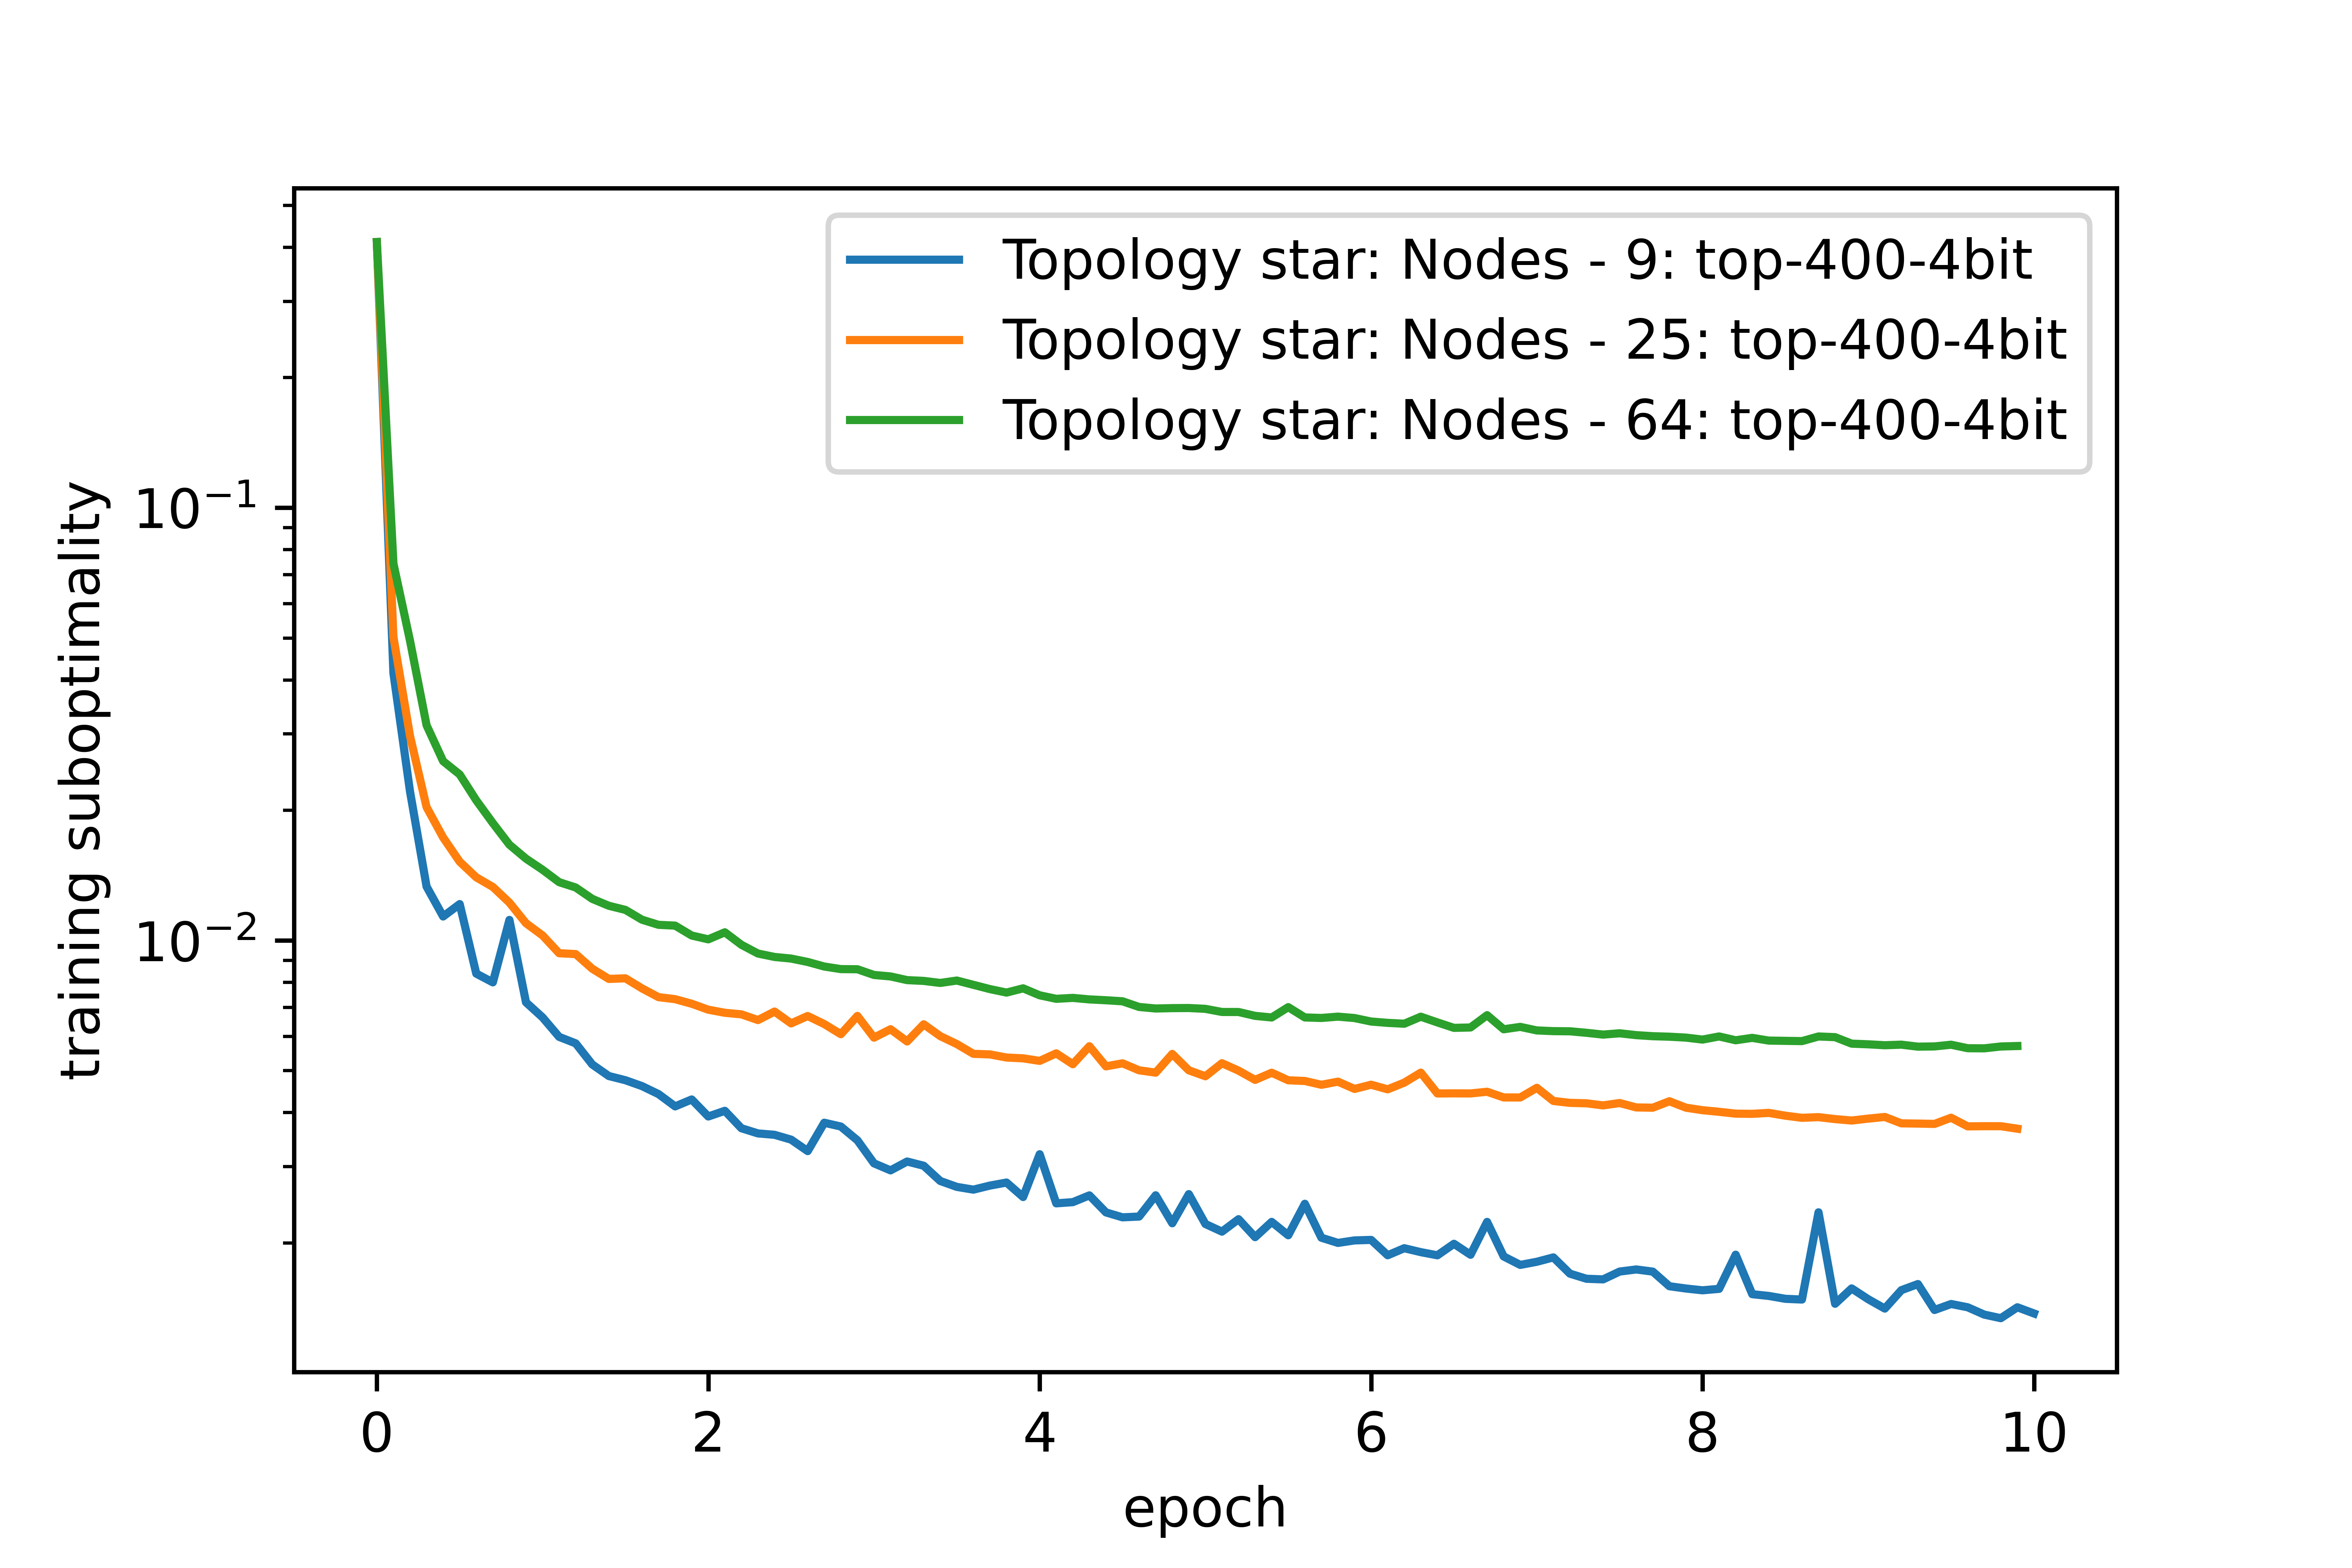 Topology star: Nodes - 9: top-400-4bit
Topology star: Nodes - 25: top-400-4bit
Topology star: Nodes - 64: top-400-4bit
training suboptimality
10⁻¹
10⁻²
0 2 4 6 8 10
epoch